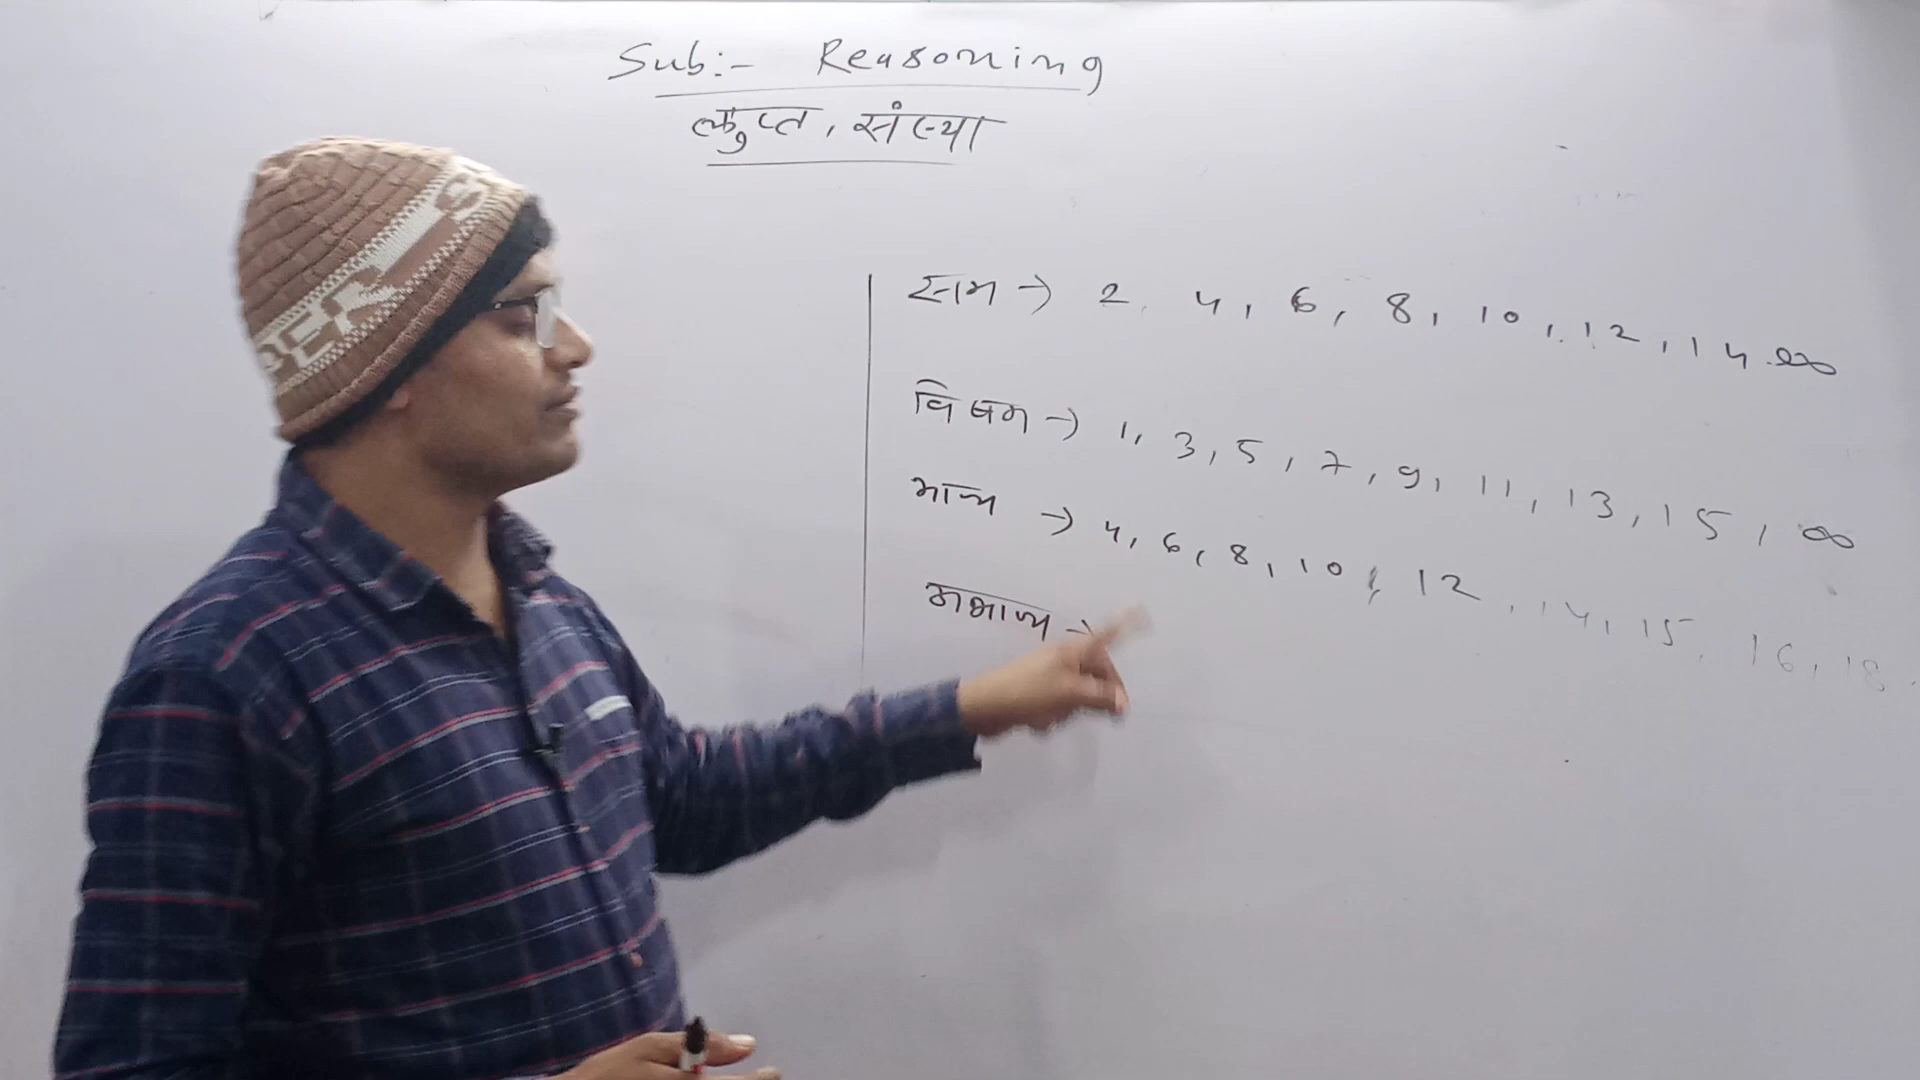 Sub:- Reasoning
लुप्त, संख्या
सम → 2, 4, 6, 8, 10, 12, 14 ∞
विषम → 1, 3, 5, 7, 9, 11, 13, 15, ∞
भाज्य → 4, 6, 8, 10, 12, 14, 15, 16, 18
अभाज्य →